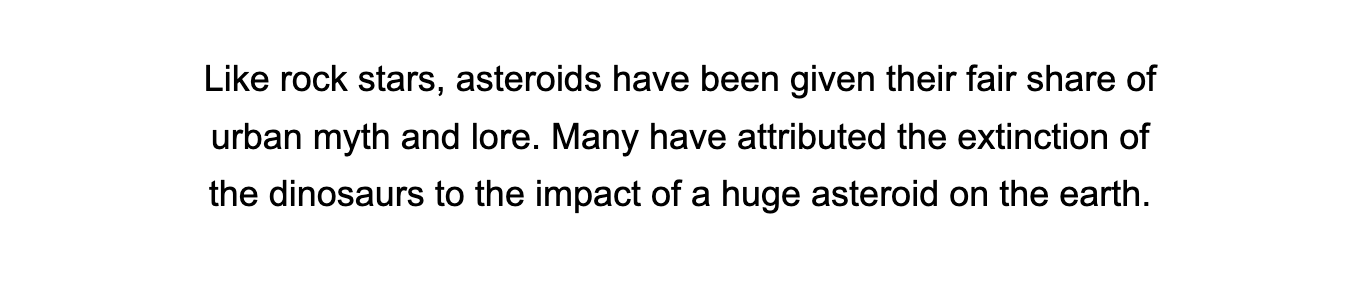 Like rock stars, asteroids have been given their fair share of
urban myth and lore. Many have attributed the extinction of
the dinosaurs to the impact of a huge asteroid on the earth.